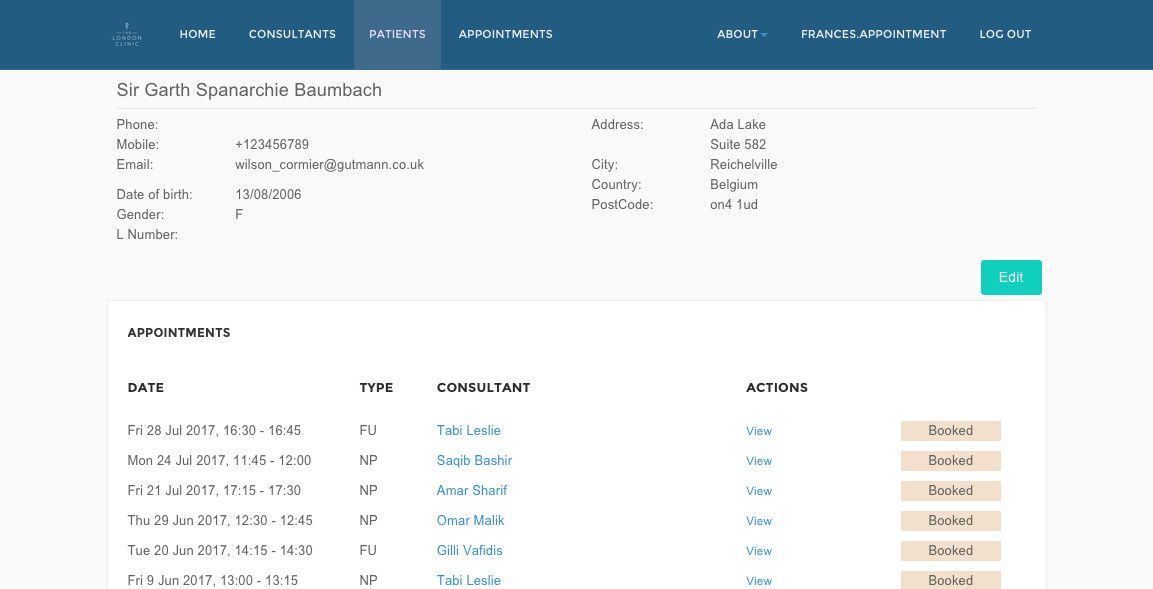 THE
LONDON
CLINIC
HOME CONSULTANTS PATIENTS APPOINTMENTS ABOUT FRANCES.APPOINTMENT LOG OUT
Sir Garth Spanarchie Baumbach
Phone:
Mobile: +123456789
Email: wilson_cormier@gutmann.co.uk
Date of birth: 13/08/2006
Gender: F
L Number:
Address: Ada Lake
Suite 582
City: Reichelville
Country: Belgium
PostCode: on4 1ud
Edit
APPOINTMENTS
DATE TYPE CONSULTANT ACTIONS
Fri 28 Jul 2017, 16:30 - 16:45 FU Tabi Leslie View Booked
Mon 24 Jul 2017, 11:45 - 12:00 NP Saqib Bashir View Booked
Fri 21 Jul 2017, 17:15 - 17:30 NP Amar Sharif View Booked
Thu 29 Jun 2017, 12:30 - 12:45 NP Omar Malik View Booked
Tue 20 Jun 2017, 14:15 - 14:30 FU Gilli Vafidis View Booked
Fri 9 Jun 2017, 13:00 - 13:15 NP Tabi Leslie View Booked